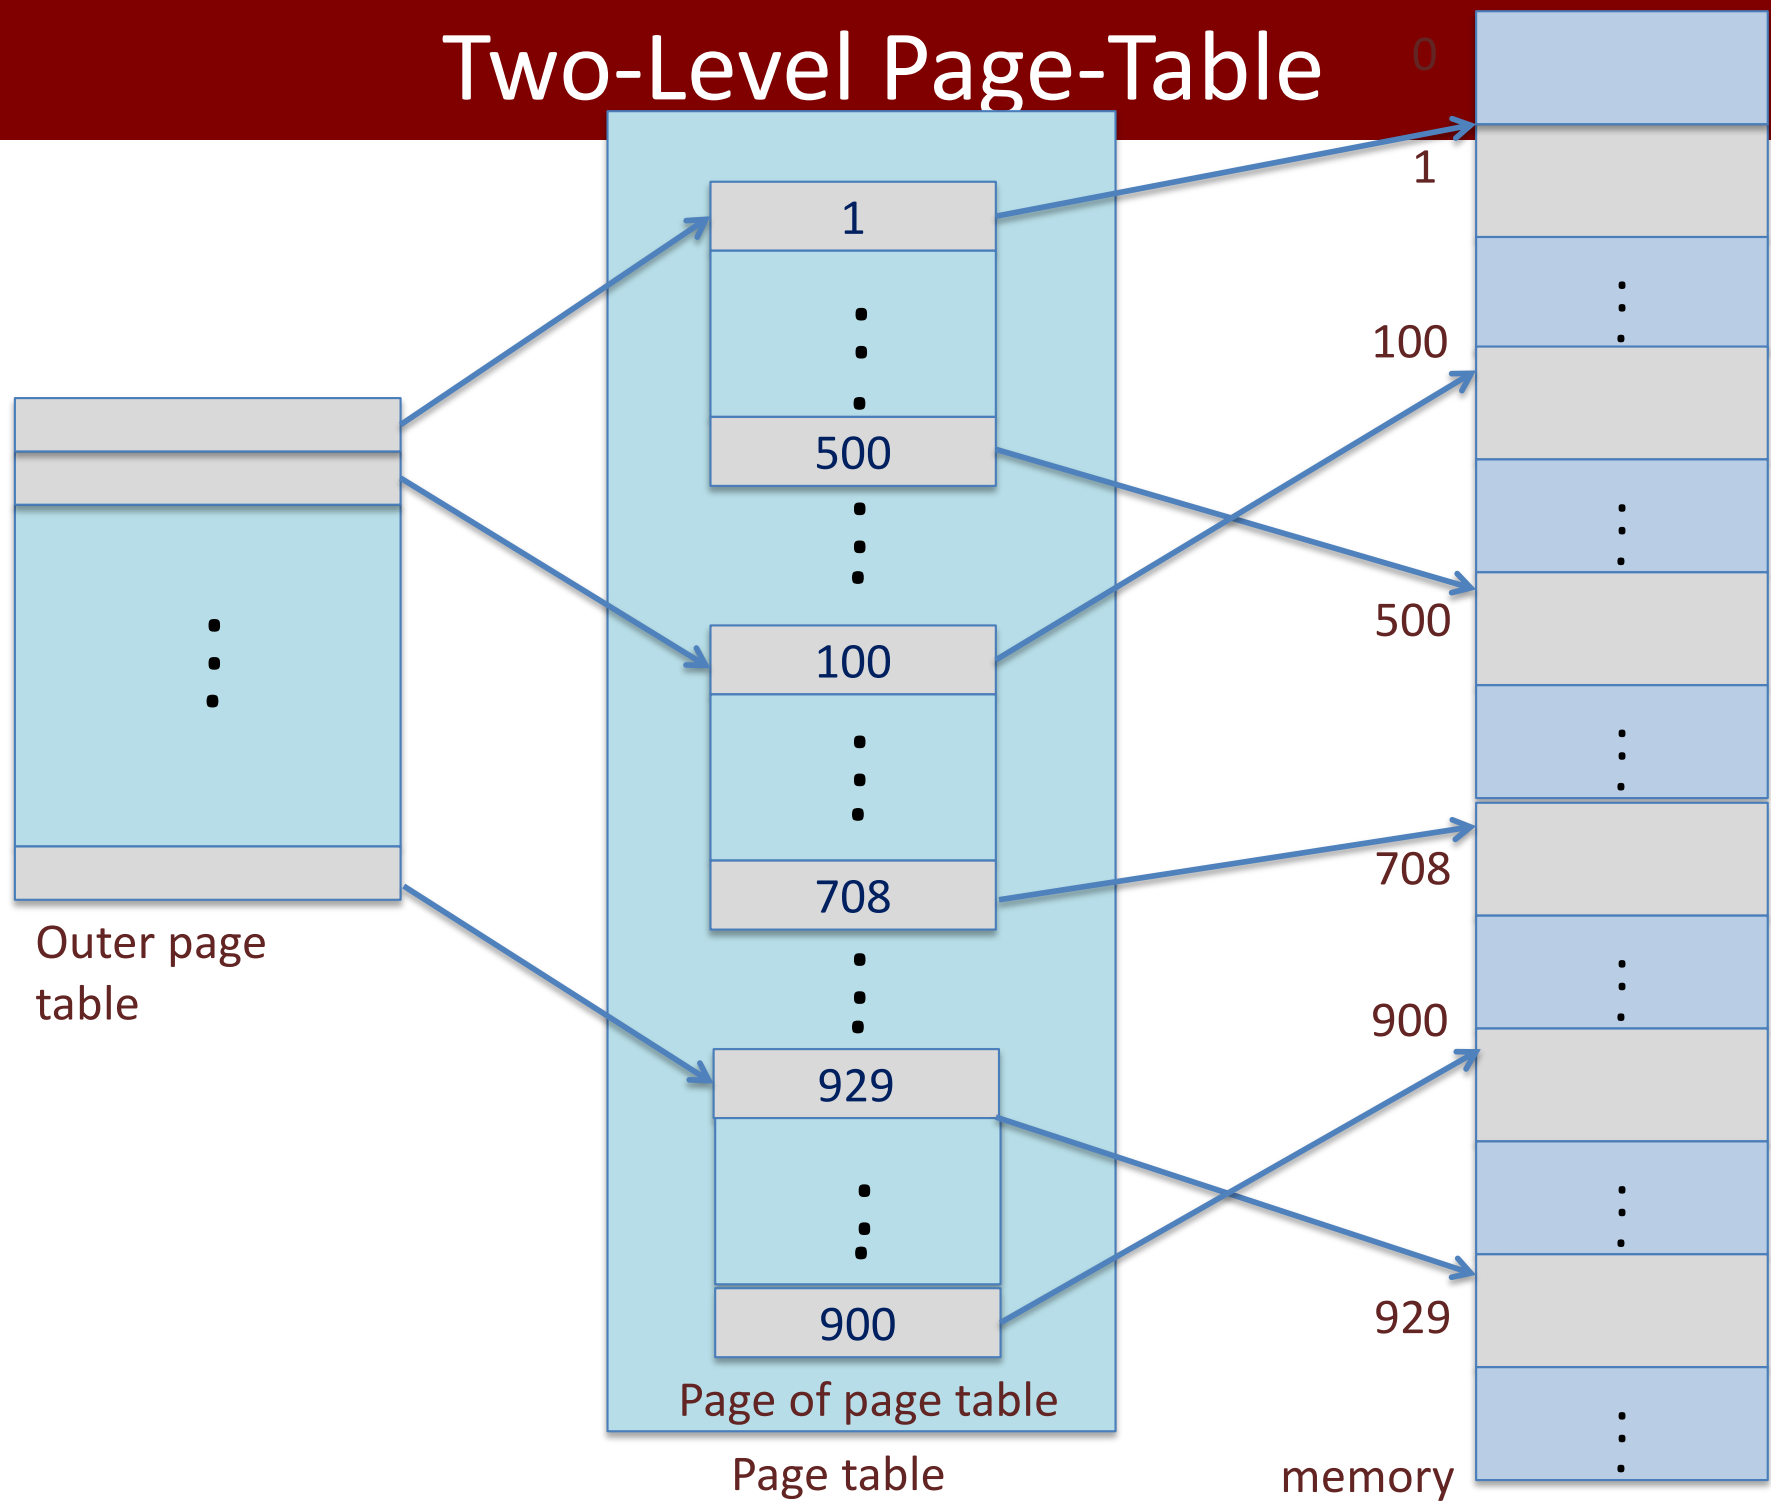 Two-Level Page-Table
0
1
1
100
500
500
100
708
708
Outer page
table
900
929
900
929
Page of page table
Page table
memory